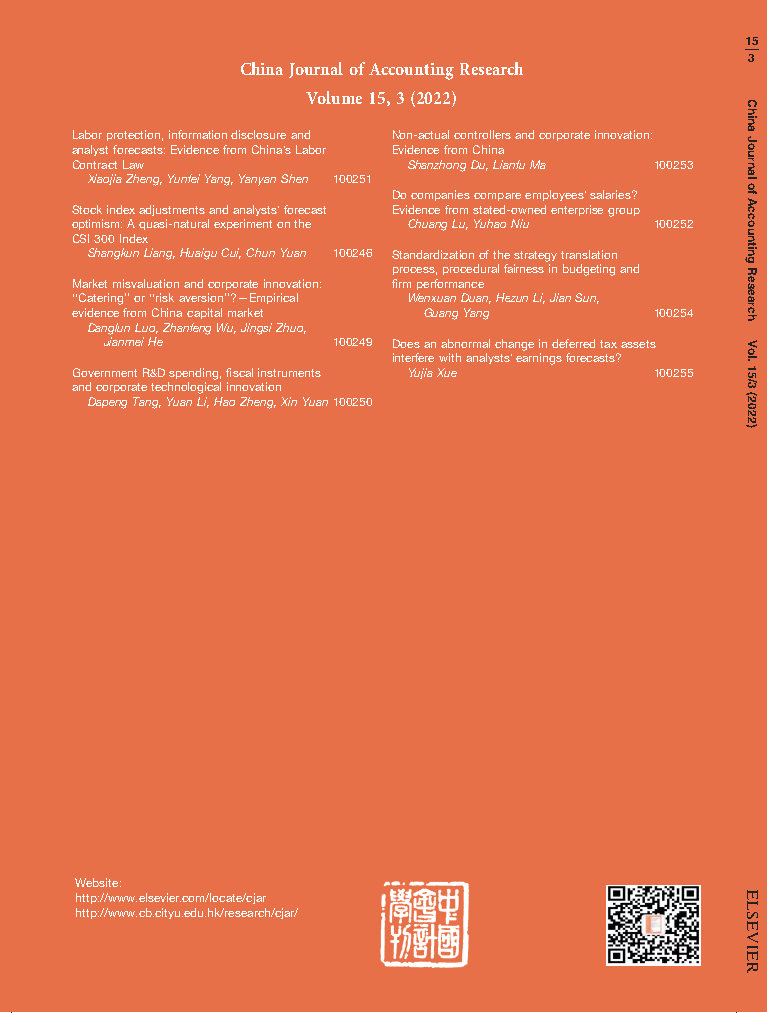 China Journal of Accounting Research
Volume 15, 3 (2022)
Labor protection, information disclosure and
analyst forecasts: Evidence from China's Labor
Contract Law
Xiaojia Zheng, Yunfei Yang, Yanyan Shen 100251
Stock index adjustments and analysts' forecast
optimism: A quasi-natural experiment on the
CSI 300 Index
Shangkun Liang, Huaigu Cui, Chun Yuan 100246
Market misvaluation and corporate innovation:
“Catering” or “risk aversion”?–Empirical
evidence from China capital market
Danglun Luo, Zhanfeng Wu, Jingsi Zhuo,
Jianmei He 100249
Government R&D spending, fiscal instruments
and corporate technological innovation
Dapeng Tang, Yuan Li, Hao Zheng, Xin Yuan 100250
Non-actual controllers and corporate innovation:
Evidence from China
Shanzhong Du, Lianfu Ma 100253
Do companies compare employees' salaries?
Evidence from stated-owned enterprise group
Chuang Lu, Yuhao Niu 100252
Standardization of the strategy translation
process, procedural fairness in budgeting and
firm performance
Wenxuan Duan, Hezun Li, Jian Sun,
Guang Yang 100254
Does an abnormal change in deferred tax assets
interfere with analysts' earnings forecasts?
Yujia Xue 100255
Website:
http://www.elsevier.com/locate/cjar
http://www.cb.cityu.edu.hk/research/cjar/
中國
會計
學刊
15
3
China Journal of Accounting Research Vol. 15/3 (2022)
ELSEVIER